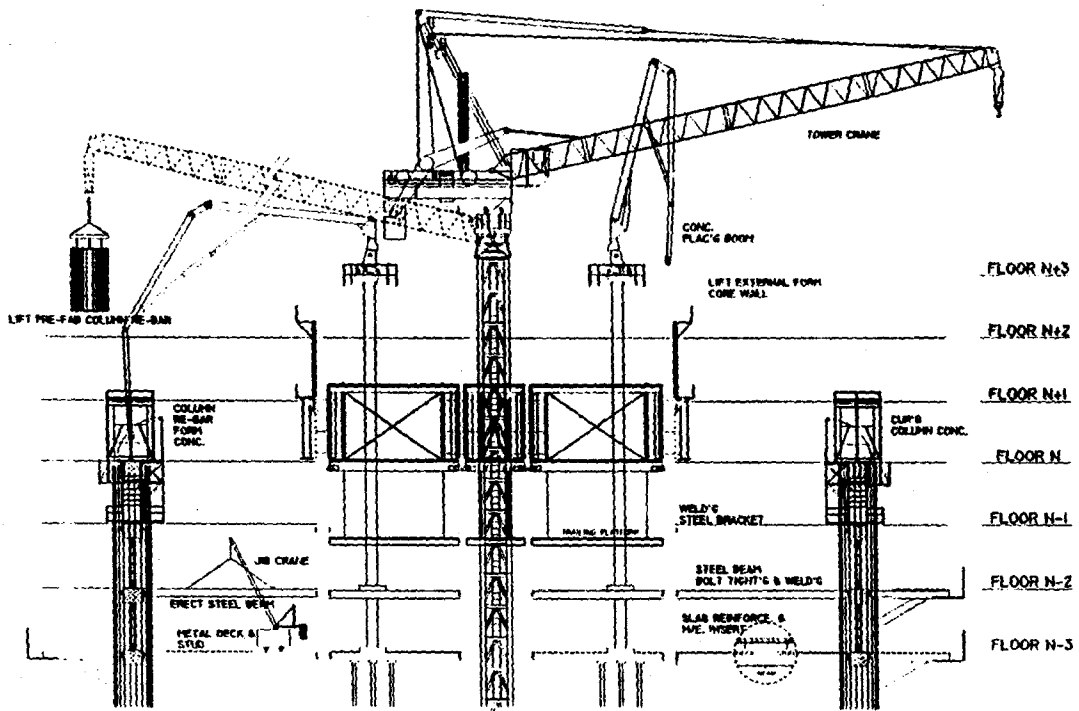 TOWER CRANE
CONC.
PLAC'G BOOM
FLOOR N+3
LIFT EXTERNAL FORM
CORE WALL
LIFT PRE-FAB COLUMN RE-BAR
FLOOR N+2
FLOOR N+1
COLUMN
RE-BAR
FORM
CONC.
CUR'G
COLUMN CONC.
FLOOR N
WELD'G
STEEL BRACKET
FLOOR N-1
JIB CRANE
STEEL BEAM
BOLT TIGHT'G & WELD'G
FLOOR N-2
ERECT STEEL BEAM
METAL DECK &
STUD
SLAB REINFORCE. &
M/E. INSERT
FLOOR N-3